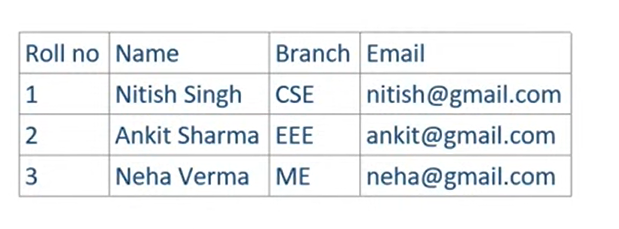 Roll no Name Branch Email
1 Nitish Singh CSE nitish@gmail.com
2 Ankit Sharma EEE ankit@gmail.com
3 Neha Verma ME neha@gmail.com